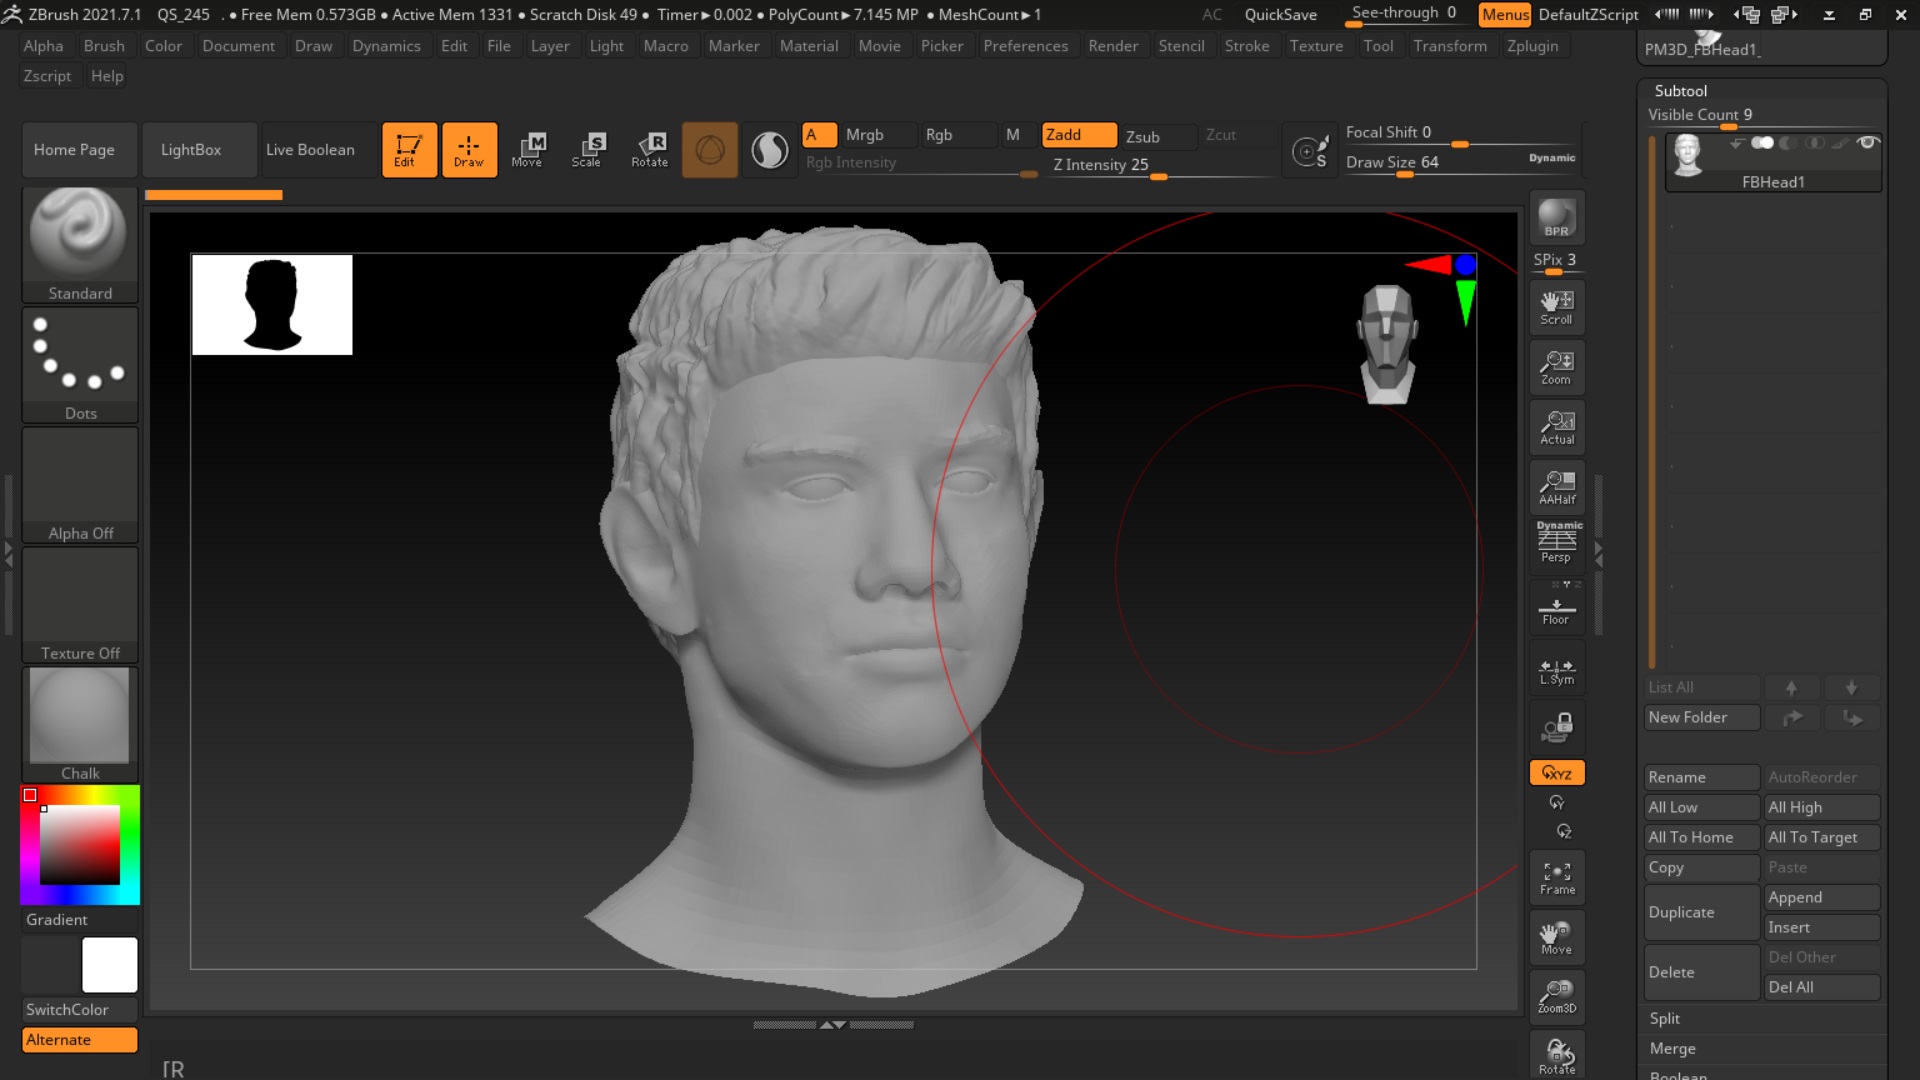 ZBrush 2021.7.1 QS_245 . • Free Mem 0.573GB • Active Mem 1331 • Scratch Disk 49 • Timer▶0.002 • PolyCount▶7.145 MP • MeshCount▶1 AC QuickSave See-through 0 Menus DefaultZScript
Alpha Brush Color Document Draw Dynamics Edit File Layer Light Macro Marker Material Movie Picker Preferences Render Stencil Stroke Texture Tool Transform Zplugin
Zscript Help
PM3D_FBHead1_
Home Page LightBox Live Boolean Edit Draw Move Scale Rotate
M S R
A Mrgb Rgb M Zadd Zsub Zcut
Rgb Intensity Z Intensity 25
S
Focal Shift 0
Draw Size 64 Dynamic
Standard
Dots
Alpha Off
Texture Off
Chalk
Gradient
SwitchColor
Alternate
[R
BPR
SPix 3
Scroll
Zoom
x1
Actual
AAHalf
Dynamic
Persp
Floor
L.Sym
XYZ
Y
Z
Frame
Move
Zoom3D
Rotate
Subtool
Visible Count 9
FBHead1
List All
New Folder
Rename AutoReorder
All Low All High
All To Home All To Target
Copy Paste
Duplicate Append
Insert
Delete Del Other
Del All
Split
Merge
Boolean